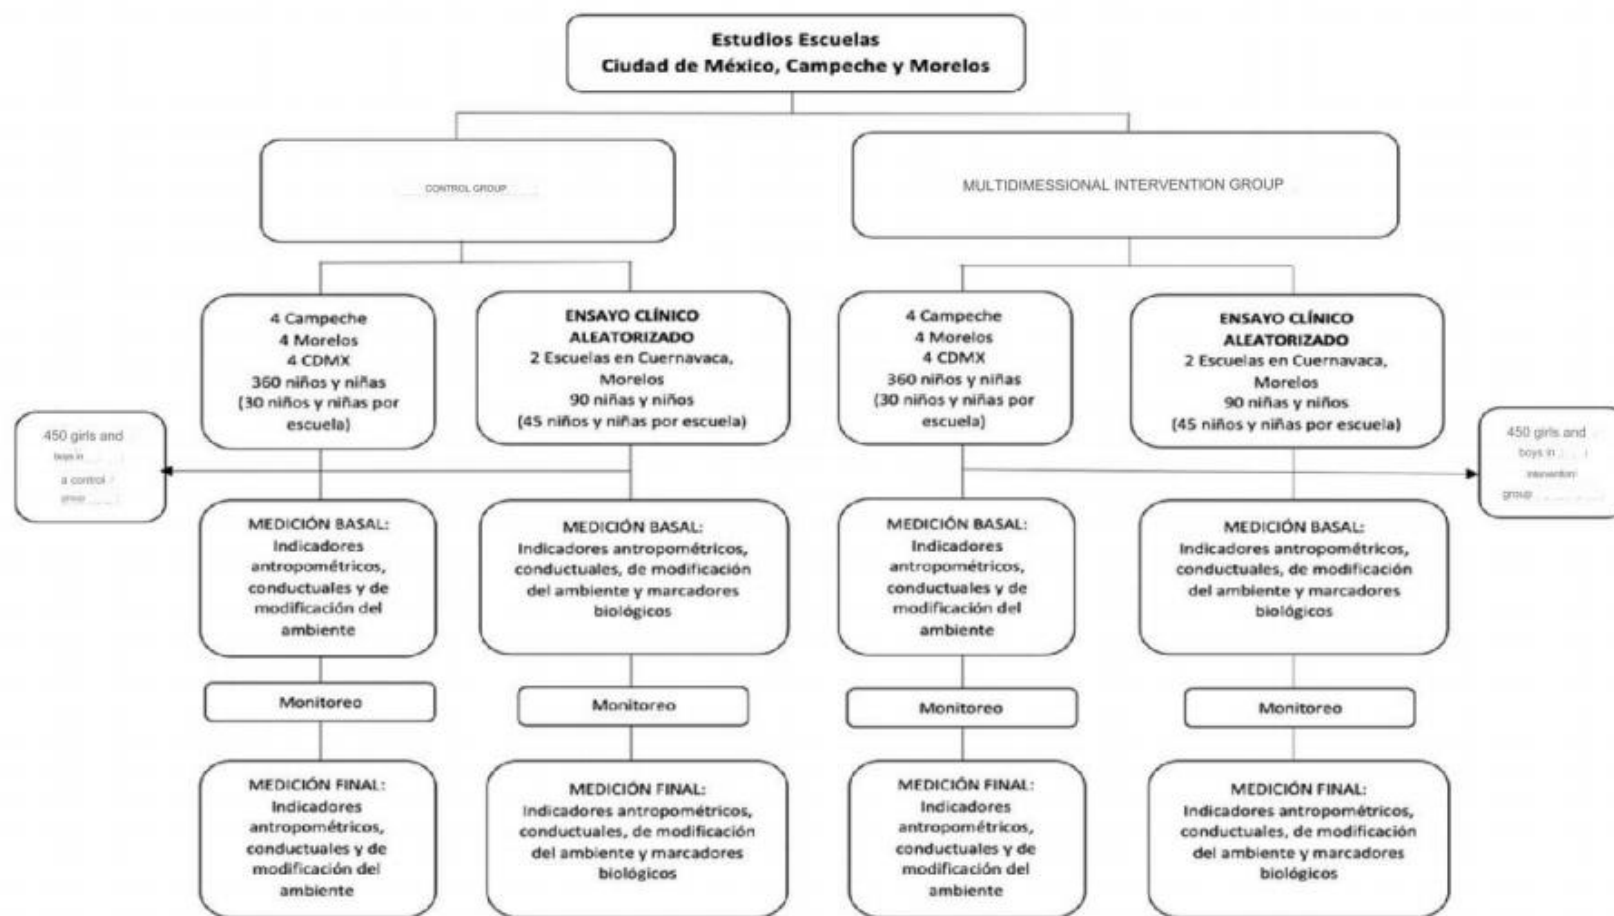 Estudios Escuelas
Ciudad de México, Campeche y Morelos
CONTROL GROUP
MULTIDIMESSIONAL INTERVENTION GROUP
4 Campeche
4 Morelos
4 CDMX
360 niños y niñas
(30 niños y niñas por
escuela)
ENSAYO CLÍNICO
ALEATORIZADO
2 Escuelas en Cuernavaca,
Morelos
90 niñas y niños
(45 niños y niñas por escuela)
4 Campeche
4 Morelos
4 CDMX
360 niños y niñas
(30 niños y niñas por
escuela)
ENSAYO CLÍNICO
ALEATORIZADO
2 Escuelas en Cuernavaca,
Morelos
90 niñas y niños
(45 niños y niñas por escuela)
450 girls and
boys in
a control
group
450 girls and
boys in
intervention
group
MEDICIÓN BASAL:
Indicadores
antropométricos,
conductuales y de
modificación del
ambiente
MEDICIÓN BASAL:
Indicadores antropométricos,
conductuales, de modificación
del ambiente y marcadores
biológicos
MEDICIÓN BASAL:
Indicadores
antropométricos,
conductuales y de
modificación del
ambiente
MEDICIÓN BASAL:
Indicadores antropométricos,
conductuales, de modificación
del ambiente y marcadores
biológicos
Monitoreo
Monitoreo
Monitoreo
Monitoreo
MEDICIÓN FINAL:
Indicadores
antropométricos,
conductuales y de
modificación del
ambiente
MEDICIÓN FINAL:
Indicadores antropométricos,
conductuales, de modificación
del ambiente y marcadores
biológicos
MEDICIÓN FINAL:
Indicadores
antropométricos,
conductuales y de
modificación del
ambiente
MEDICIÓN FINAL:
Indicadores antropométricos,
conductuales, de modificación
del ambiente y marcadores
biológicos